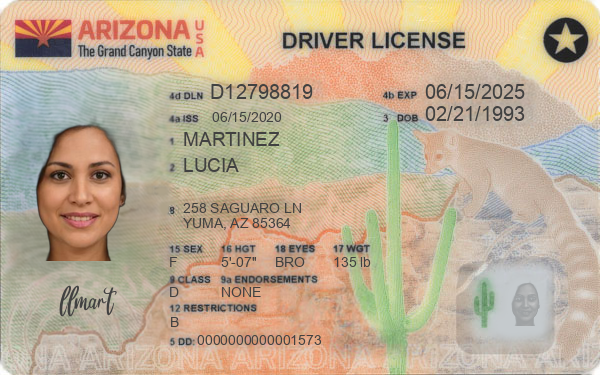 ARIZONA USA
The Grand Canyon State
DRIVER LICENSE
4d DLN D12798819
4b EXP 06/15/2025
4a ISS 06/15/2020
3 DOB 02/21/1993
1 MARTINEZ
2 LUCIA
8 258 SAGUARO LN
YUMA, AZ 85364
15 SEX 16 HGT 18 EYES 17 WGT
F 5'-07" BRO 135 lb
9 CLASS 9a ENDORSEMENTS
D NONE
12 RESTRICTIONS
B
5 DD: 0000000000001573
llmart
ARIZONA ARIZONA ARIZONA ARIZONA